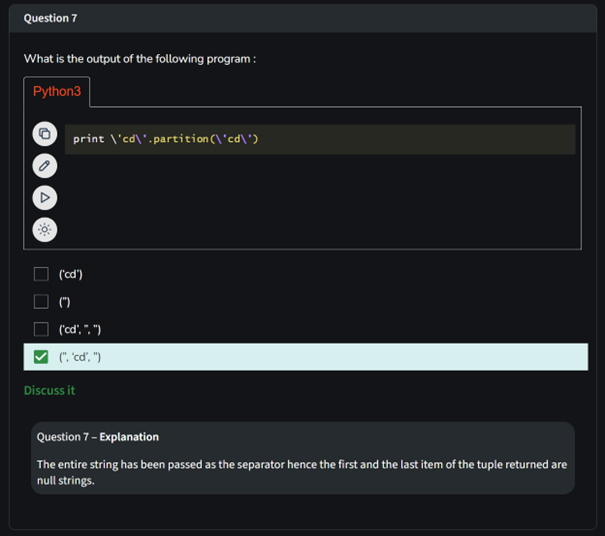 Question 7
What is the output of the following program :
Python3
print \'cd\'.partition(\'cd\')
(‘cd’)
(”)
(‘cd’, ”, ”)
(”, ‘cd’, ”)
Discuss it
Question 7 – Explanation
The entire string has been passed as the separator hence the first and the last item of the tuple returned are
null strings.